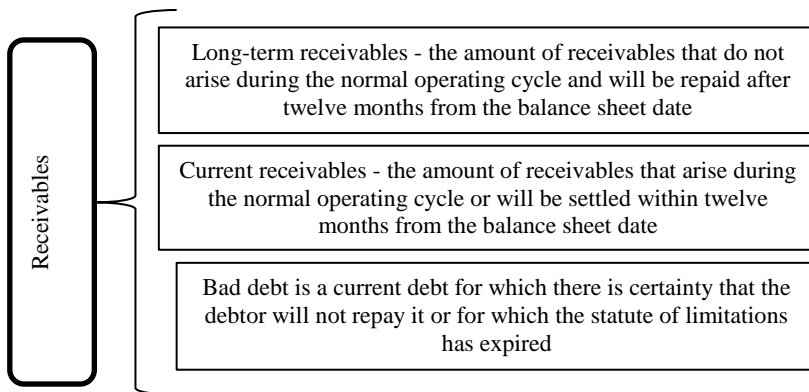 Receivables
Long-term receivables - the amount of receivables that do not
arise during the normal operating cycle and will be repaid after
twelve months from the balance sheet date
Current receivables - the amount of receivables that arise during
the normal operating cycle or will be settled within twelve
months from the balance sheet date
Bad debt is a current debt for which there is certainty that the
debtor will not repay it or for which the statute of limitations
has expired